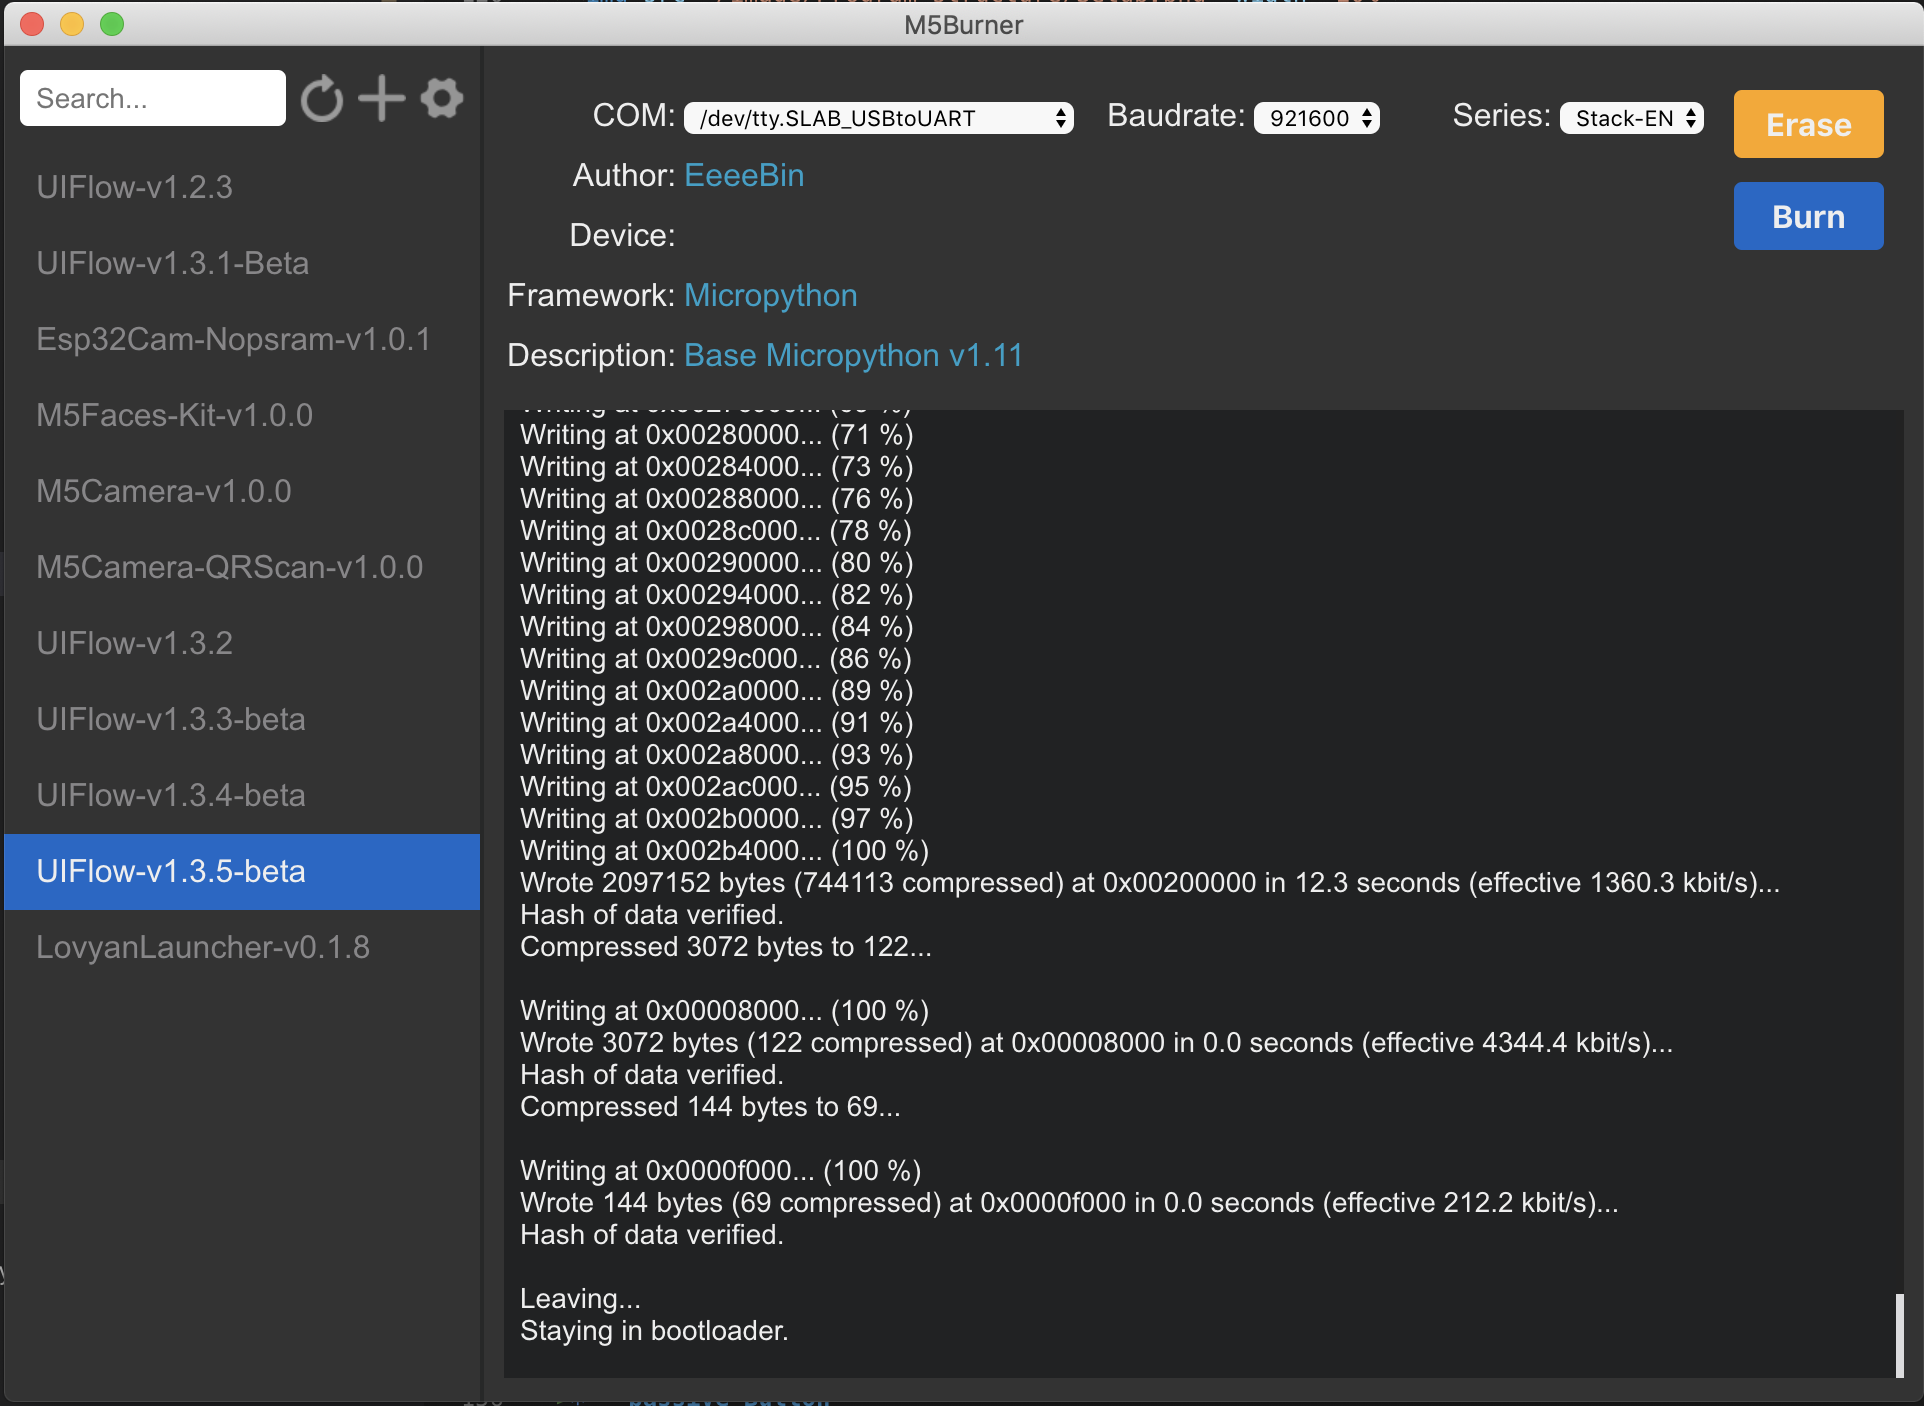 M5Burner
Search...
COM: /dev/tty.SLAB_USBtoUART Baudrate: 921600 Series: Stack-EN Erase
Author: EeeeBin
Burn
Device:
Framework: Micropython
Description: Base Micropython v1.11
UIFlow-v1.2.3
UIFlow-v1.3.1-Beta
Esp32Cam-Nopsram-v1.0.1
M5Faces-Kit-v1.0.0
M5Camera-v1.0.0
M5Camera-QRScan-v1.0.0
UIFlow-v1.3.2
UIFlow-v1.3.3-beta
UIFlow-v1.3.4-beta
UIFlow-v1.3.5-beta
LovyanLauncher-v0.1.8
Writing at 0x00280000... (71 %)
Writing at 0x00284000... (73 %)
Writing at 0x00288000... (76 %)
Writing at 0x0028c000... (78 %)
Writing at 0x00290000... (80 %)
Writing at 0x00294000... (82 %)
Writing at 0x00298000... (84 %)
Writing at 0x0029c000... (86 %)
Writing at 0x002a0000... (89 %)
Writing at 0x002a4000... (91 %)
Writing at 0x002a8000... (93 %)
Writing at 0x002ac000... (95 %)
Writing at 0x002b0000... (97 %)
Writing at 0x002b4000... (100 %)
Wrote 2097152 bytes (744113 compressed) at 0x00200000 in 12.3 seconds (effective 1360.3 kbit/s)...
Hash of data verified.
Compressed 3072 bytes to 122...
Writing at 0x00008000... (100 %)
Wrote 3072 bytes (122 compressed) at 0x00008000 in 0.0 seconds (effective 4344.4 kbit/s)...
Hash of data verified.
Compressed 144 bytes to 69...
Writing at 0x0000f000... (100 %)
Wrote 144 bytes (69 compressed) at 0x0000f000 in 0.0 seconds (effective 212.2 kbit/s)...
Hash of data verified.
Leaving...
Staying in bootloader.